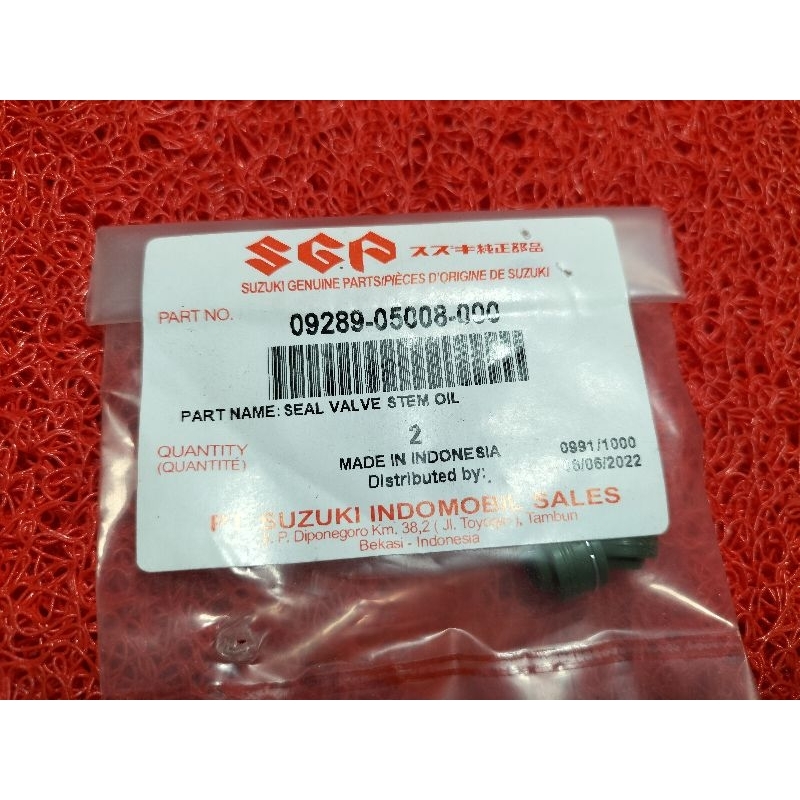 SGP スズキ純正部品
SUZUKI GENUINE PARTS/PIÈCES D'ORIGINE DE SUZUKI
PART NO. 09289-05008-000
PART NAME: SEAL VALVE STEM OIL
QUANTITY 2
(QUANTITÉ)
MADE IN INDONESIA 0991/1000
Distributed by: 06/06/2022
PT. SUZUKI INDOMOBIL SALES
P. Diponegoro Km. 38,2 ( Jl. ), Tambun
Bekasi - Indonesia